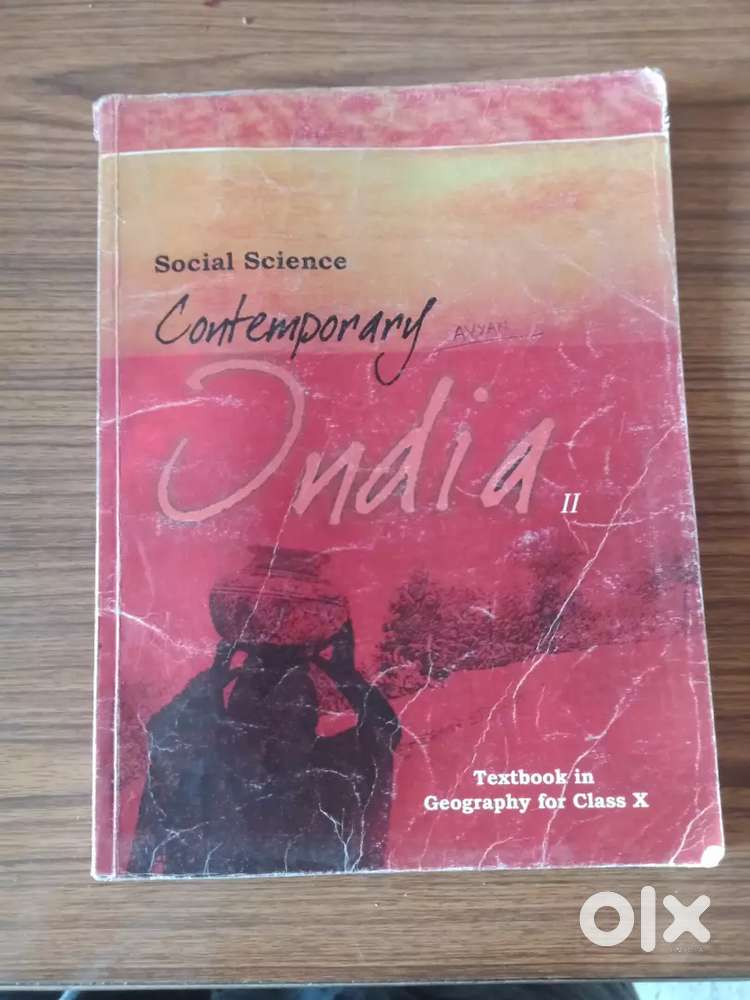 Social Science
Contemporary
AYYAN
India
II
Textbook in
Geography for Class X
olx